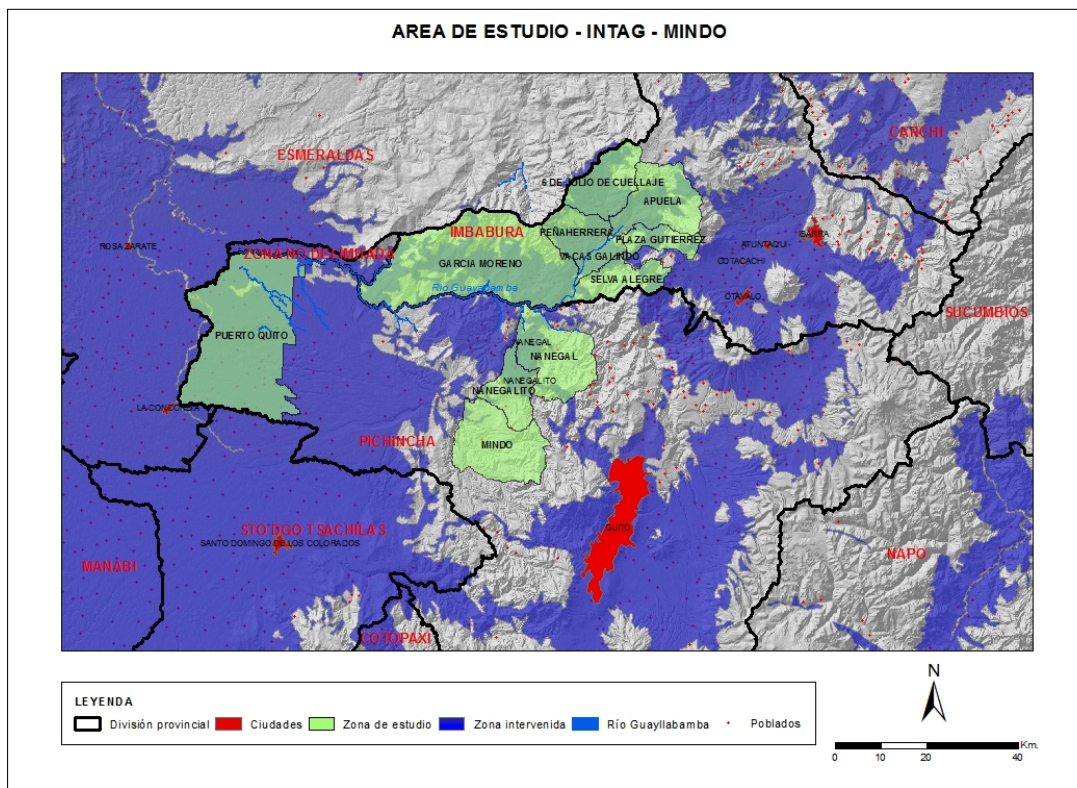 AREA DE ESTUDIO - INTAG - MINDO
CARCHI
ESMERALDAS
6 DE JULIO DE CUELLAJE
APUELA
IMBABURA
PEÑAHERRERA
PLAZA GUTIERREZ
IBARRA
ROSA ZARATE
ZONA NO DELIMITADA
ATUNTAQUI
VACAS GALINDO
GARCIA MORENO
COTACACHI
SELVA ALEGRE
Río Guayabamba
OTAVALO
SUCUMBIOS
PUERTO QUITO
NANEGAL
NANEGAL
NANEGALITO
NANEGALITO
LA CONCORDIA
PICHINCHA
MINDO
QUITO
STO DGO TSACHILAS
SANTO DOMINGO DE LOS COLORADOS
NAPO
MANABI
COTOPAXI
LEYENDA
División provincial
Ciudades
Zona de estudio
Zona intervenida
Río Guayllabamba
Poblados
N
Km.
0 10 20 40